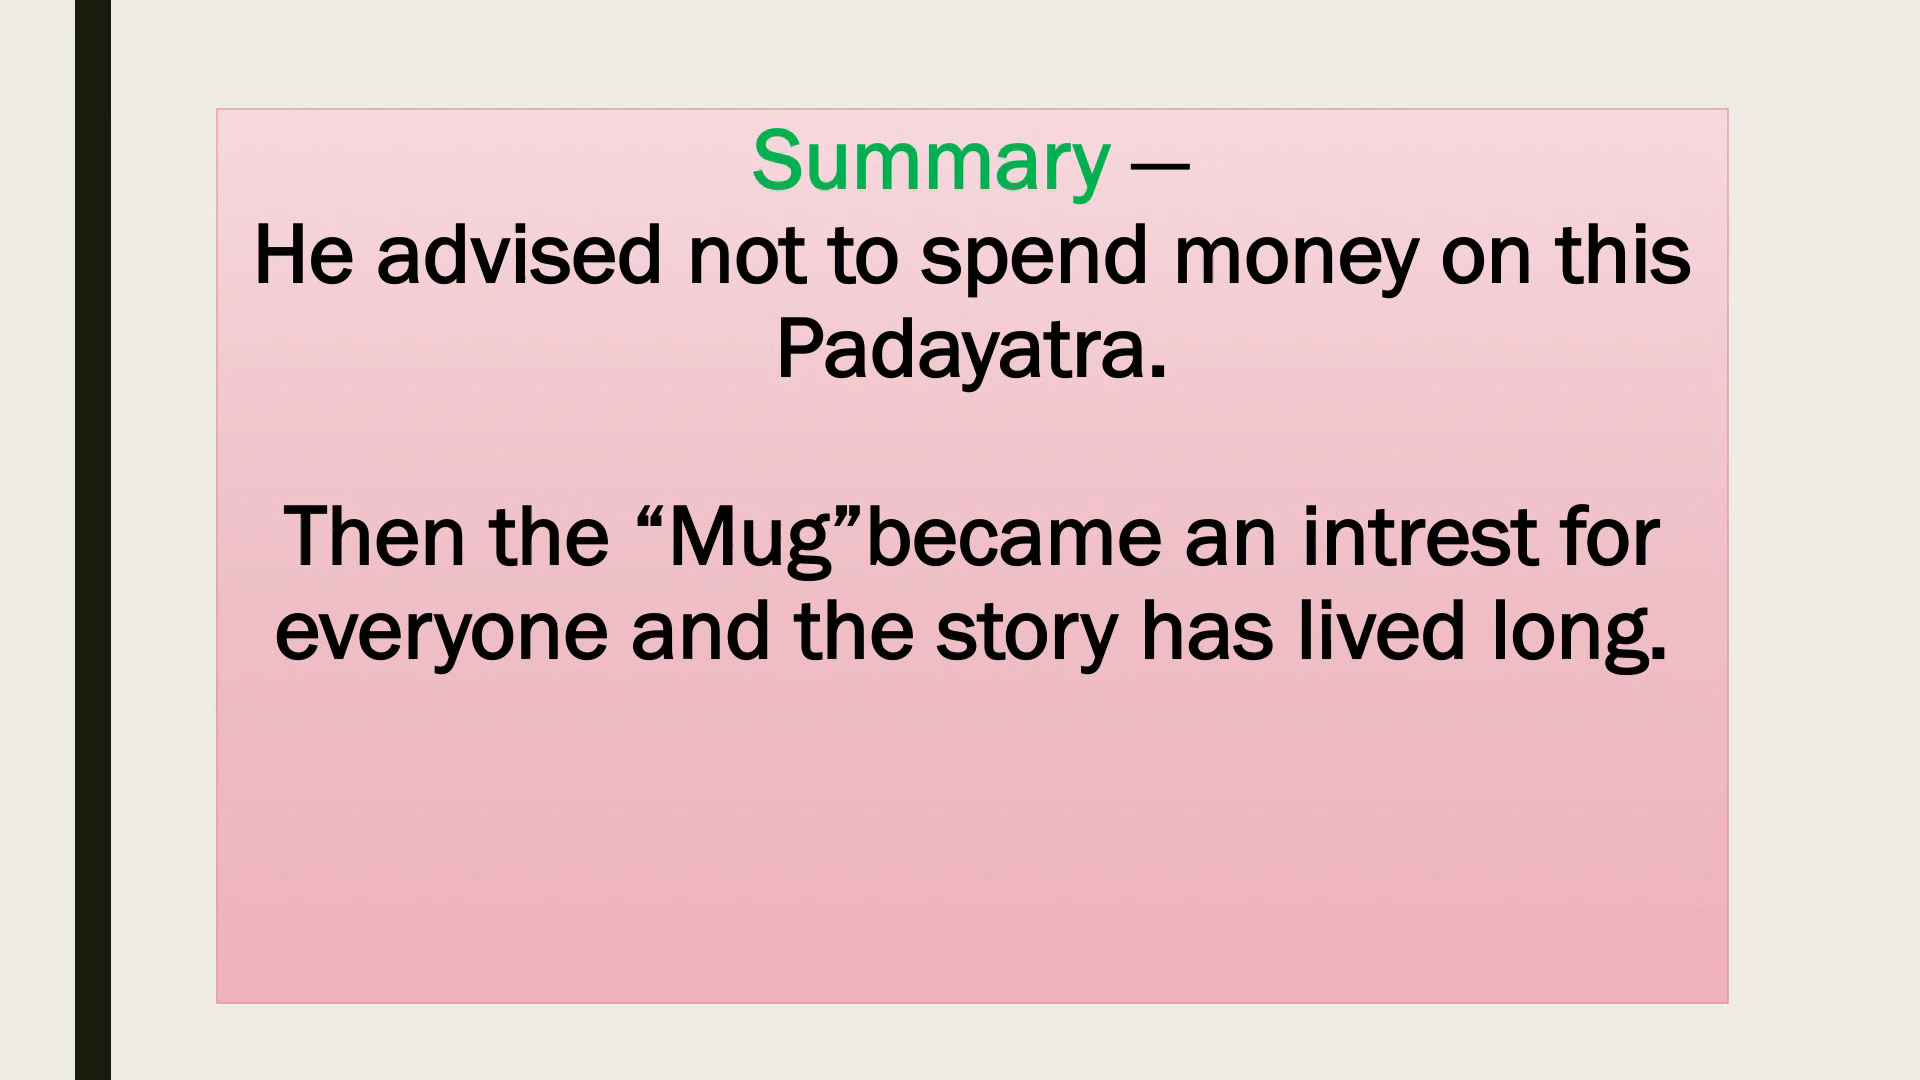 Summary —
He advised not to spend money on this
Padayatra.
Then the “Mug”became an intrest for
everyone and the story has lived long.